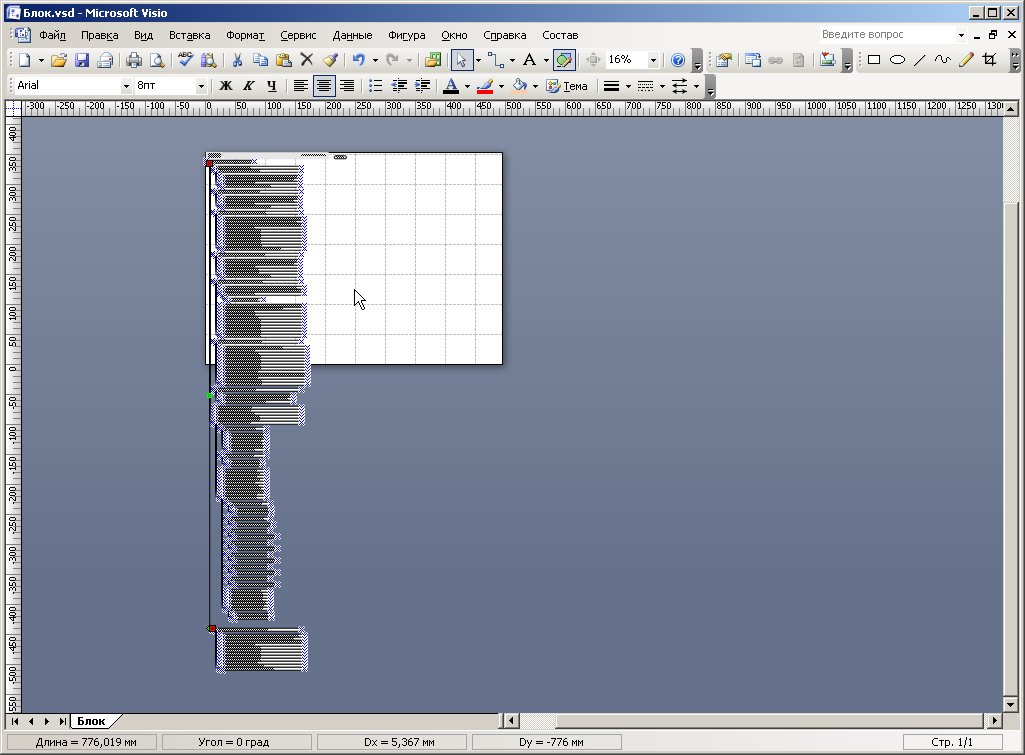 Блок.vsd - Microsoft Visio
Файл Правка Вид Вставка Формат Сервис Данные Фигура Окно Справка Состав Введите вопрос
ABC A 16%
Arial 8пт Ж К Ч A Тема
-300 -250 -200 -150 -100 -50 0 50 100 150 200 250 300 350 400 450 500 550 600 650 700 750 800 850 900 950 1000 1050 1100 1150 1200 1250 1300
400
350
300
250
200
150
100
50
0
-50
-100
-150
-200
-250
-300
-350
-400
-450
-500
-550
Блок
Длина = 776,019 мм Угол = 0 град Dx = 5,367 мм Dy = -776 мм Стр. 1/1